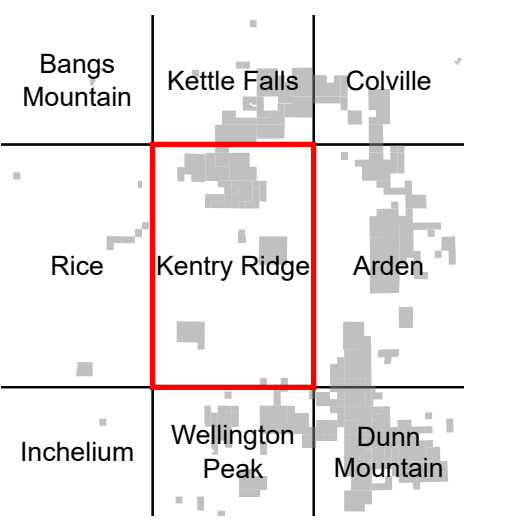 Bangs
Mountain
Kettle Falls
Colville
Rice
Kentry Ridge
Arden
Inchelium
Wellington
Peak
Dunn
Mountain